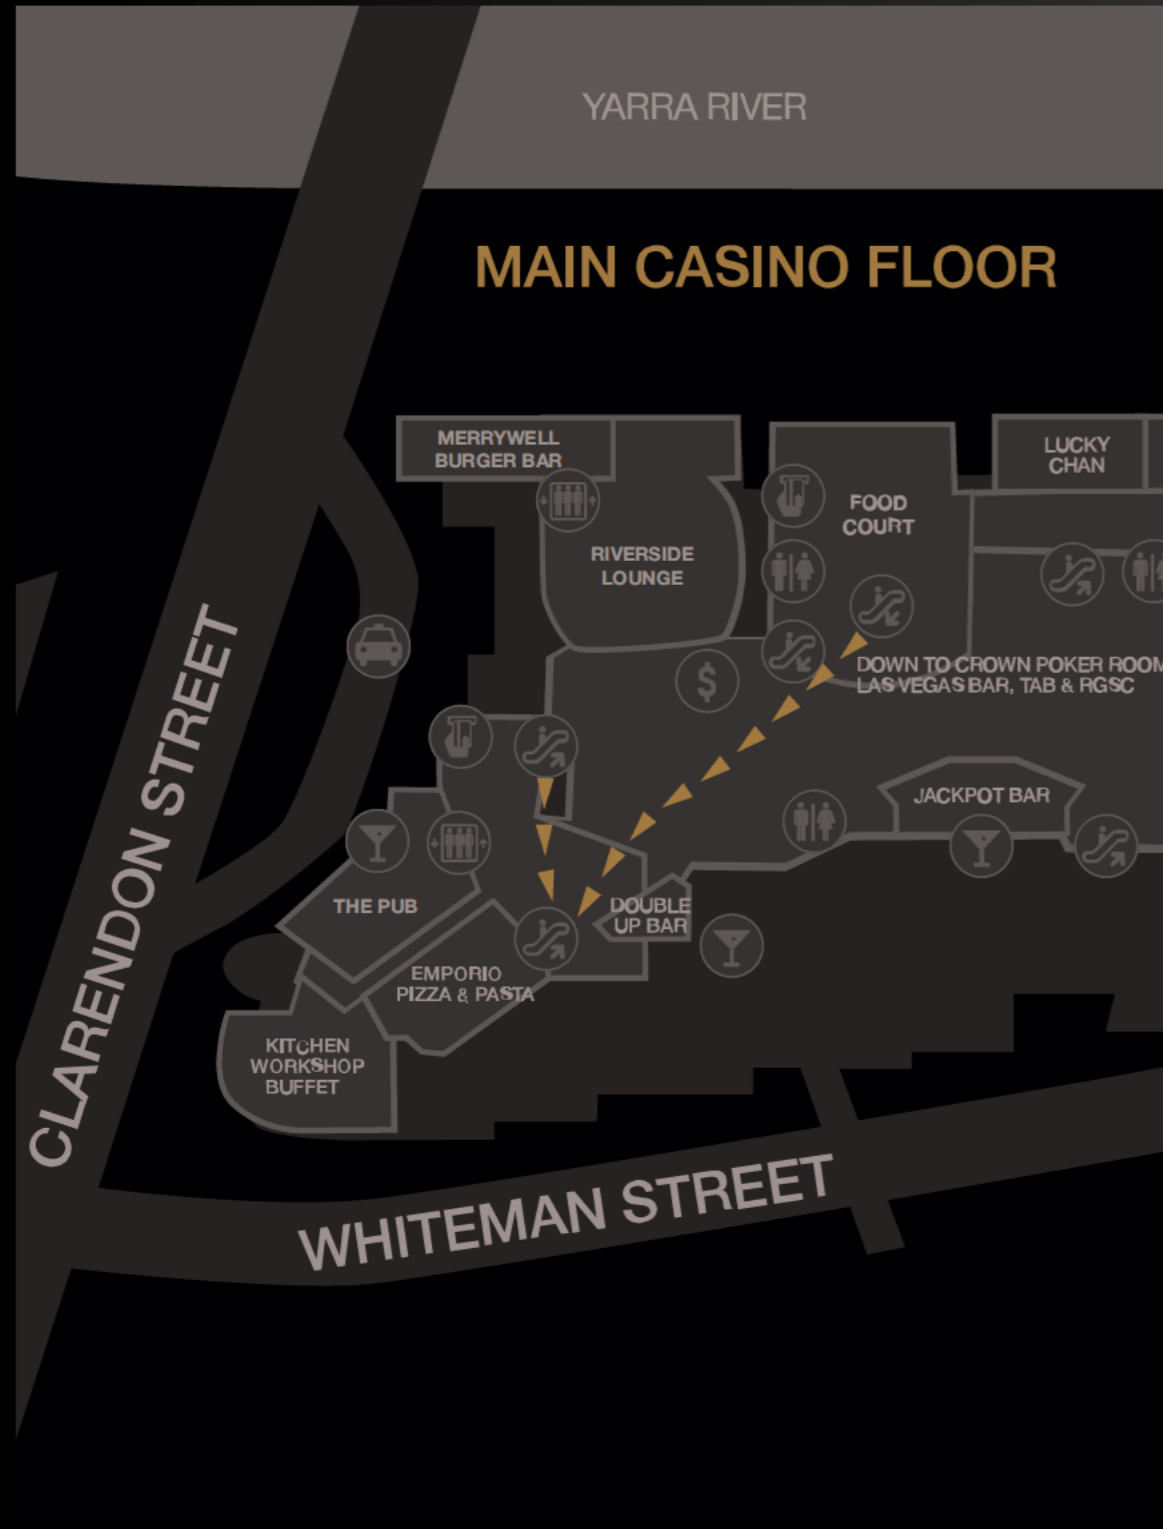 YARRA RIVER
MAIN CASINO FLOOR
MERRYWELL
BURGER BAR
LUCKY
CHAN
FOOD
COURT
RIVERSIDE
LOUNGE
$
DOWN TO CROWN POKER ROOM
LAS VEGAS BAR, TAB & RGSC
JACKPOT BAR
THE PUB
DOUBLE
UP BAR
EMPORIO
PIZZA & PASTA
KITCHEN
WORKSHOP
BUFFET
CLARENDON STREET
WHITEMAN STREET